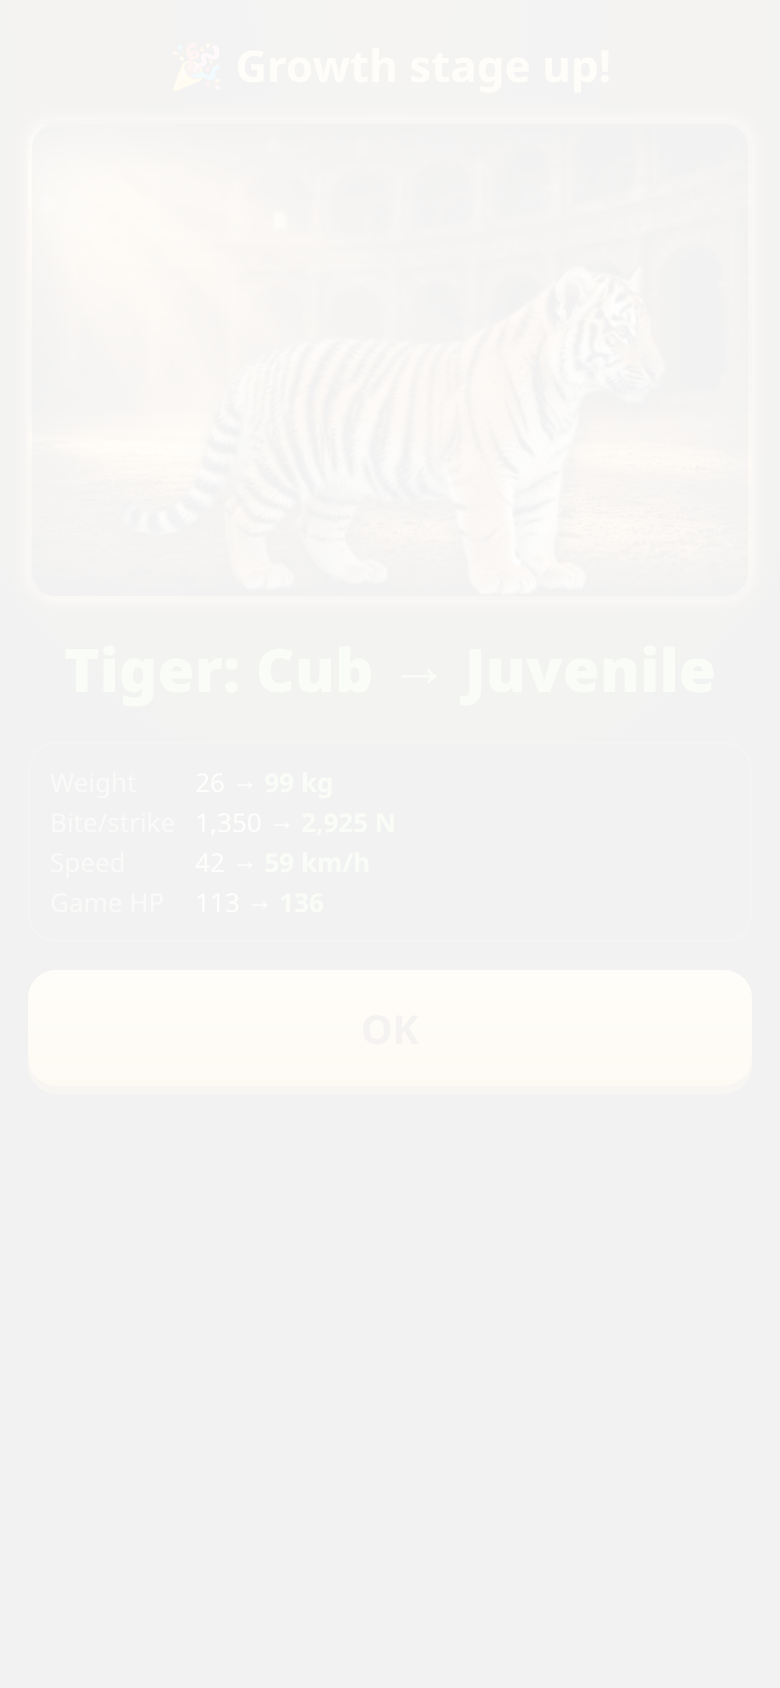 🎉 Growth stage up!
Tiger: Cub → Juvenile
Weight 26 → 99 kg
Bite/strike 1,350 → 2,925 N
Speed 42 → 59 km/h
Game HP 113 → 136
OK